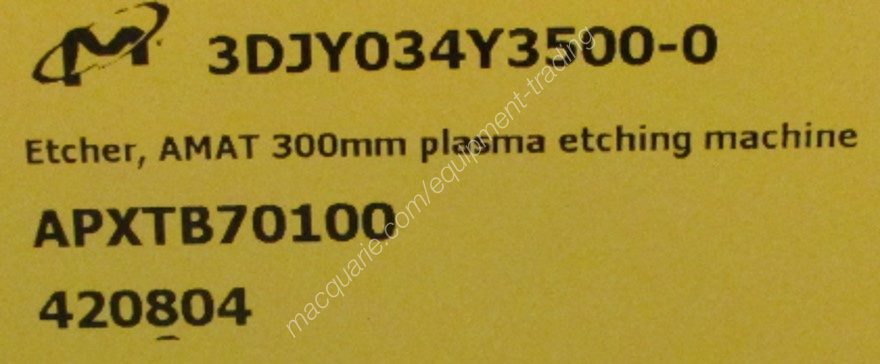 3DJY034Y3500-0
Etcher, AMAT 300mm plasma etching machine
APXTB70100
420804
macquarie.com/equipment-trading